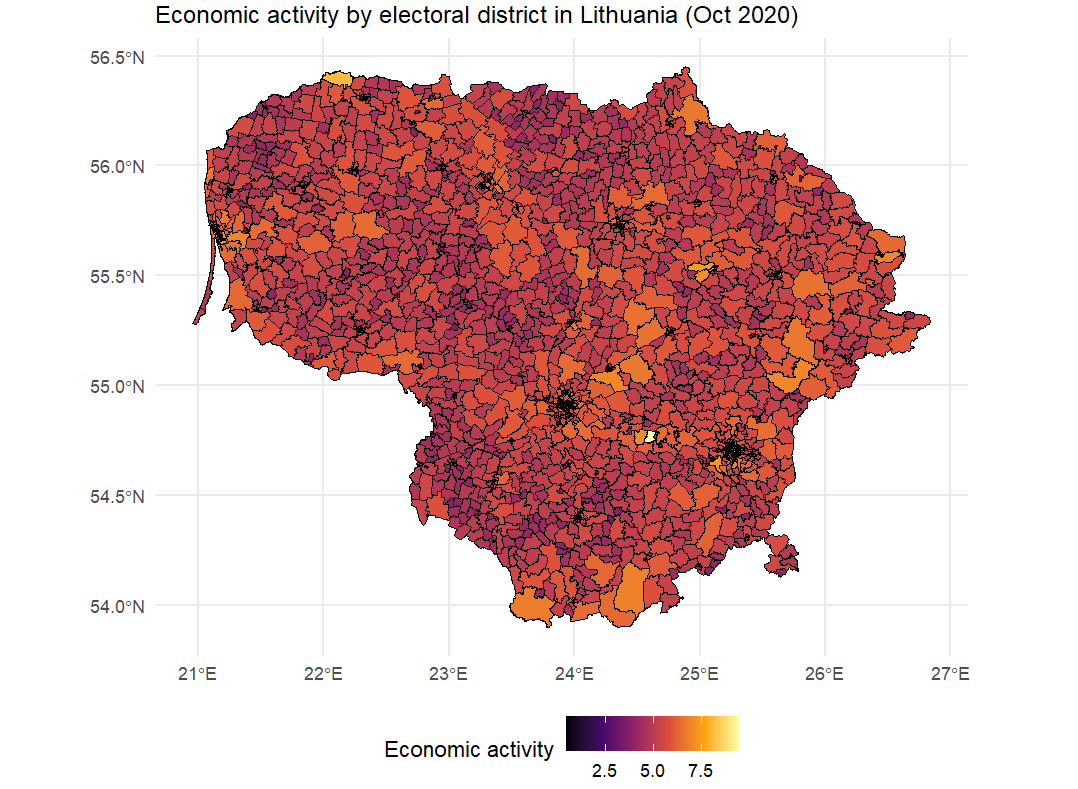 Economic activity by electoral district in Lithuania (Oct 2020)
56.5°N
56.0°N
55.5°N
55.0°N
54.5°N
54.0°N
21°E 22°E 23°E 24°E 25°E 26°E 27°E
Economic activity
2.5 5.0 7.5